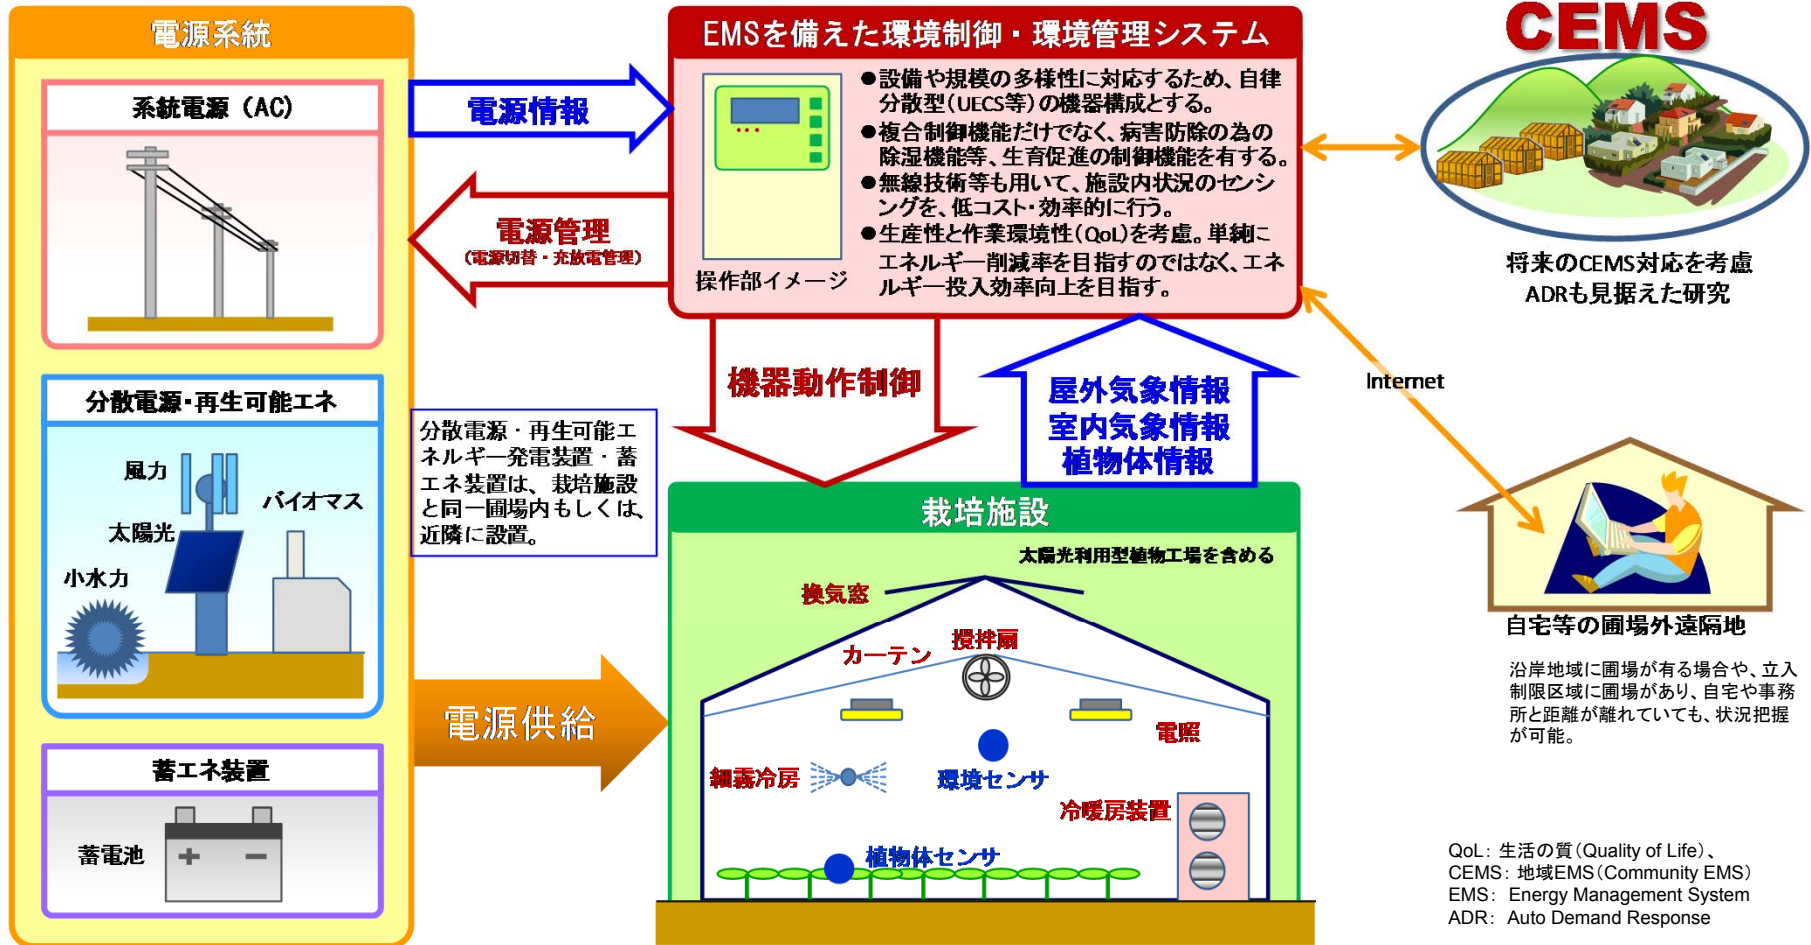 電源系統
系統電源（AC）
分散電源・再生可能エネ
風力
バイオマス
太陽光
小水力
蓄エネ装置
蓄電池
電源情報
電源管理
（電源切替・充放電管理）
分散電源・再生可能エ
ネルギー発電装置・蓄
エネ装置は、栽培施設
と同一圃場内もしくは、
近隣に設置。
電源供給
EMSを備えた環境制御・環境管理システム
操作部イメージ
●設備や規模の多様性に対応するため、自律
分散型（UECS等）の機器構成とする。
●複合制御機能だけでなく、病害防除の為の
除湿機能等、生育促進の制御機能を有する。
●無線技術等も用いて、施設内状況のセンシ
ングを、低コスト・効率的に行う。
●生産性と作業環境性（QoL）を考慮。単純に
エネルギー削減率を目指すのではなく、エネ
ルギー投入効率向上を目指す。
機器動作制御
屋外気象情報
室内気象情報
植物体情報
栽培施設
太陽光利用型植物工場を含める
換気窓
攪拌扇
カーテン
電照
細霧冷房
環境センサ
冷暖房装置
植物体センサ
CEMS
将来のCEMS対応を考慮
ADRも見据えた研究
Internet
自宅等の圃場外遠隔地
沿岸地域に圃場が有る場合や、立入
制限区域に圃場があり、自宅や事務
所と距離が離れていても、状況把握
が可能。
QoL： 生活の質（Quality of Life）、
CEMS： 地域EMS（Community EMS）
EMS： Energy Management System
ADR： Auto Demand Response